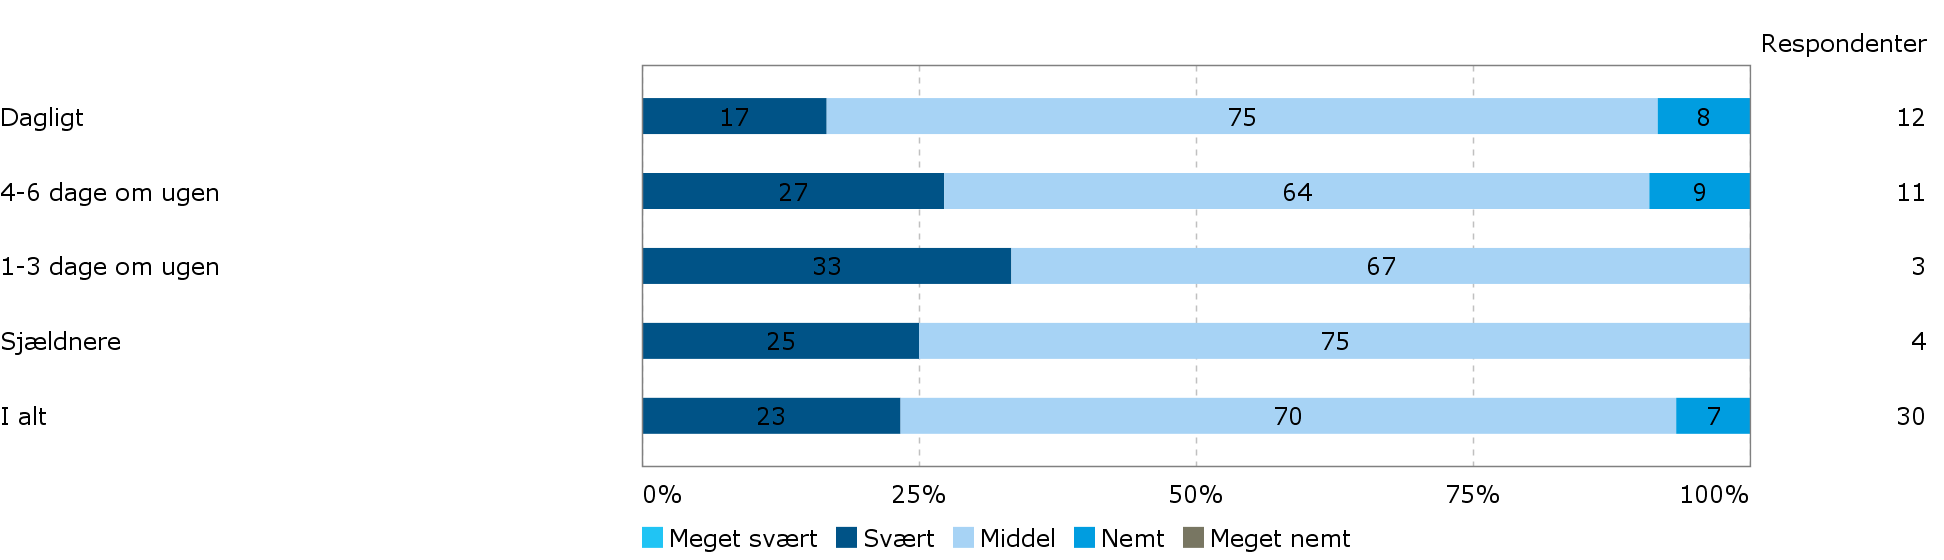 Respondenter
Dagligt 17 75 8 12
4-6 dage om ugen 27 64 9 11
1-3 dage om ugen 33 67 3
Sjældnere 25 75 4
I alt 23 70 7 30
0% 25% 50% 75% 100%
Meget svært Svært Middel Nemt Meget nemt